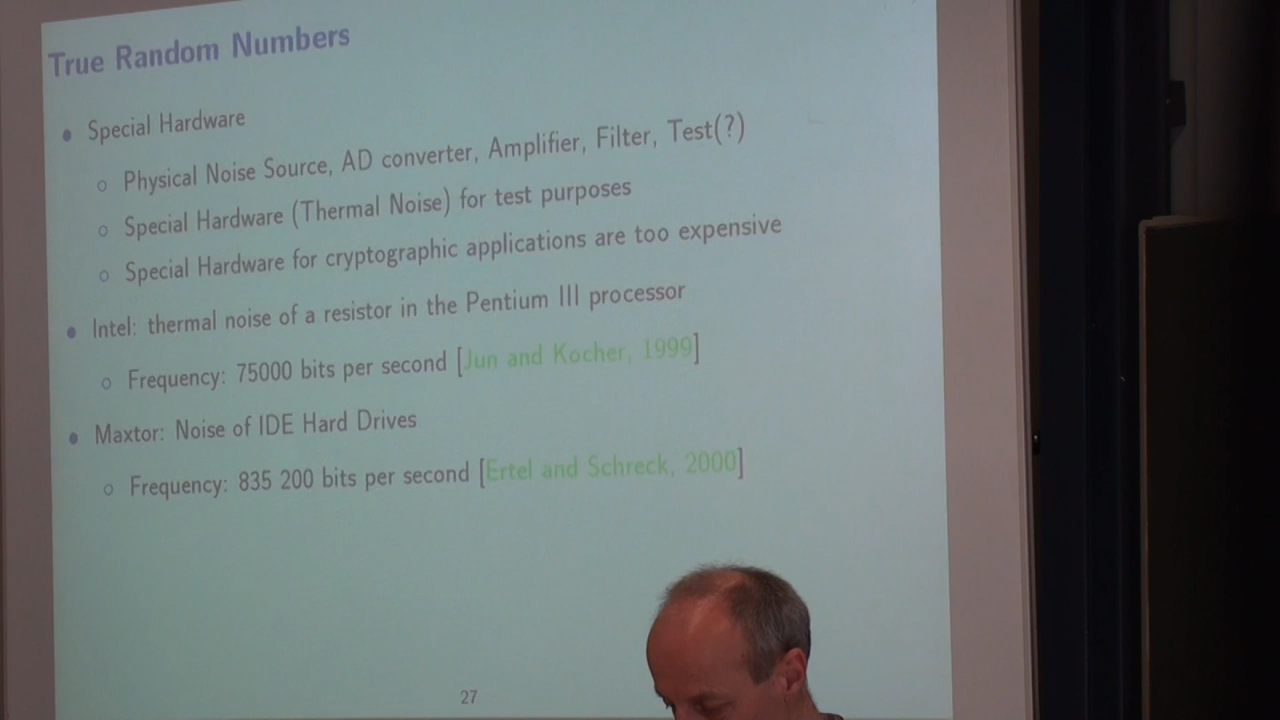 True Random Numbers
• Special Hardware
○ Physical Noise Source, AD converter, Amplifier, Filter, Test(?)
○ Special Hardware (Thermal Noise) for test purposes
○ Special Hardware for cryptographic applications are too expensive
• Intel: thermal noise of a resistor in the Pentium III processor
○ Frequency: 75000 bits per second [Jun and Kocher, 1999]
• Maxtor: Noise of IDE Hard Drives
○ Frequency: 835 200 bits per second [Ertel and Schreck, 2000]
27